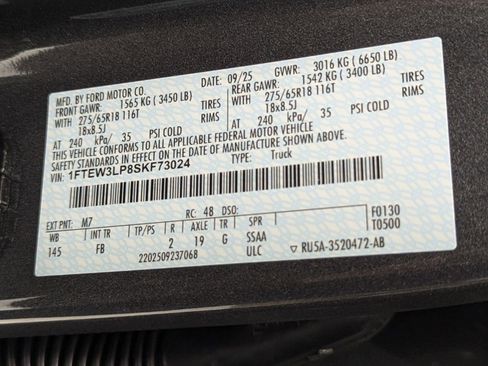 MFD. BY FORD MOTOR CO. DATE: 09/25 GVWR: 3016 KG ( 6650 LB)
FRONT GAWR: 1565 KG ( 3450 LB) REAR GAWR: 1542 KG ( 3400 LB)
WITH 275/65R18 116T TIRES WITH 275/65R18 116T TIRES
18x8.5J RIMS 18x8.5J RIMS
AT 240 kPa/ 35 PSI COLD AT 240 kPa/ 35 PSI COLD
THIS VEHICLE CONFORMS TO ALL APPLICABLE FEDERAL MOTOR VEHICLE
SAFETY STANDARDS IN EFFECT ON THE DATE OF MANUFACTURE SHOWN ABOVE.
VIN: 1FTEW3LP8SKF73024 TYPE: Truck
EXT PNT: M7 RC: 48 DSO: F0130
WB INT TR TP/PS R AXLE TR SPR T0500
145 FB 2 19 G SSAA
2202509237068 ULC ▽ RU5A-3520472-AB